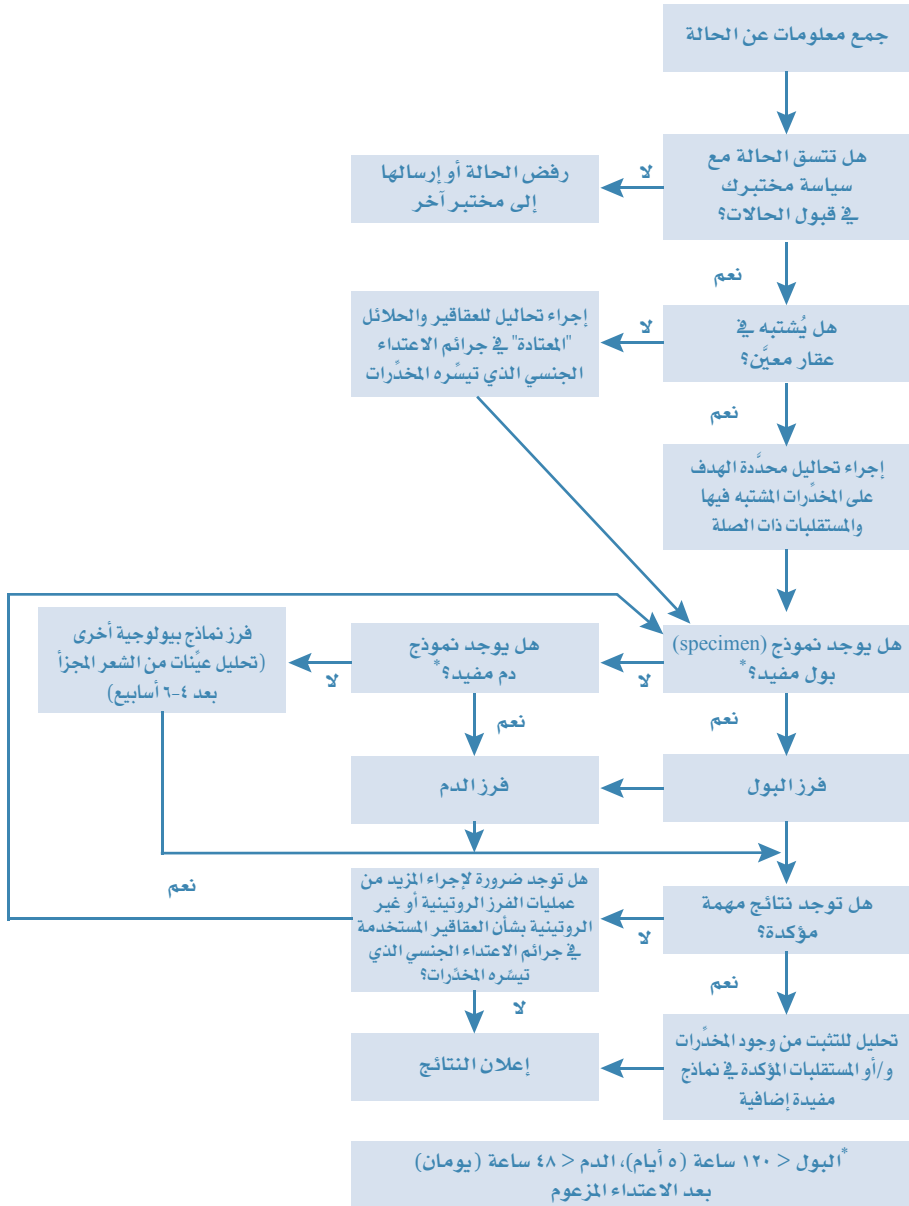 جمع معلومات عن الحالة
هل تتسق الحالة مع
سياسة مختبرك
في قبول الحالات؟
لا
رفض الحالة أو إرسالها
إلى مختبر آخر
نعم
هل يُشتبه في
عقار معيَّن؟
لا
إجراء تحاليل للعقاقير والحلائل
"المعتادة" في جرائم الاعتداء
الجنسي الذي تيسِّره المخدِّرات
نعم
إجراء تحاليل محدَّدة الهدف
على المخدِّرات المشتبه فيها
والمستقلبات ذات الصلة
هل يوجد نموذج (specimen)
بول مفيد؟*
لا
هل يوجد نموذج
دم مفيد؟*
لا
فرز نماذج بيولوجية أخرى
(تحليل عيِّنات من الشعر المجزأ
بعد ٤-٦ أسابيع)
نعم
نعم
فرز البول
فرز الدم
هل توجد نتائج مهمة
مؤكدة؟
لا
هل توجد ضرورة لإجراء المزيد من
عمليات الفرز الروتينية أو غير
الروتينية بشأن العقاقير المستخدمة
في جرائم الاعتداء الجنسي الذي
تيسِّره المخدِّرات؟
نعم
نعم
لا
تحليل للتثبت من وجود المخدِّرات
و/أو المستقلبات المؤكدة في نماذج
مفيدة إضافية
إعلان النتائج
*البول < ١٢٠ ساعة (٥ أيام)، الدم < ٤٨ ساعة (يومان)
بعد الاعتداء المزعوم